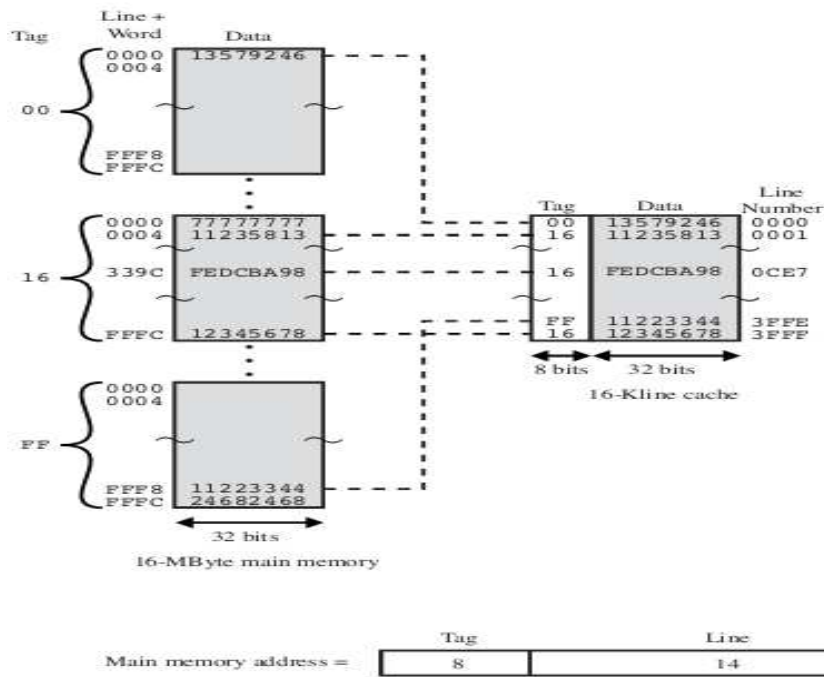 Line +
Tag Word Data
0000 13579246
0004
00
FFF8
FFFC
Line
Tag Data Number
0000 77777777 00 13579246 0000
0004 11235813 16 11235813 0001
16 339C FEDCBA98 16 FEDCBA98 0CE7
FF 11223344 3FFE
FFFC 12345678 16 12345678 3FFF
8 bits 32 bits
16-Kline cache
0000
0004
FF
FFF8 11223344
FFFC 24682468
32 bits
16-MByte main memory
Tag Line
Main memory address = 8 14